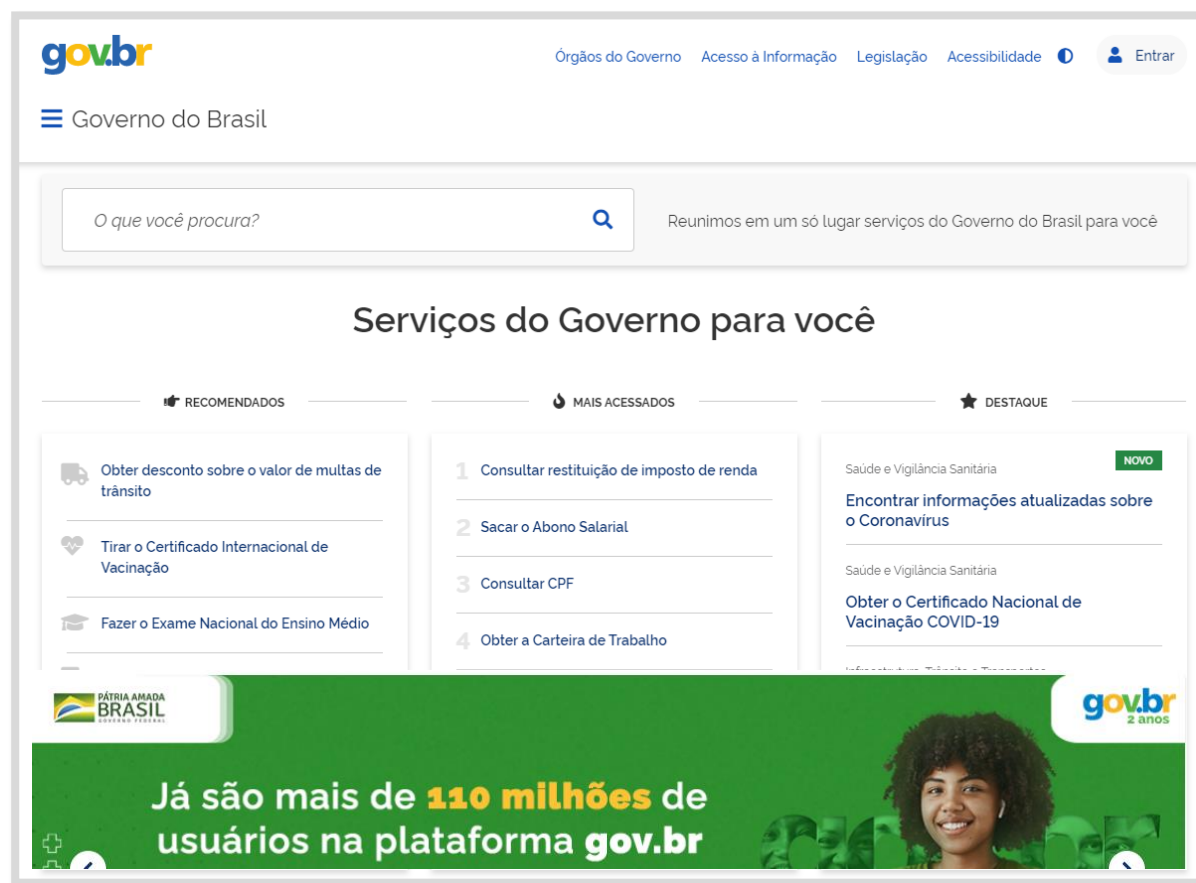 gov.br
Órgãos do Governo Acesso à Informação Legislação Acessibilidade Entrar
Governo do Brasil
O que você procura?
Reunimos em um só lugar serviços do Governo do Brasil para você
Serviços do Governo para você
RECOMENDADOS
Obter desconto sobre o valor de multas de
trânsito
Tirar o Certificado Internacional de
Vacinação
Fazer o Exame Nacional do Ensino Médio
MAIS ACESSADOS
1 Consultar restituição de imposto de renda
2 Sacar o Abono Salarial
3 Consultar CPF
4 Obter a Carteira de Trabalho
DESTAQUE
NOVO
Saúde e Vigilância Sanitária
Encontrar informações atualizadas sobre
o Coronavírus
Saúde e Vigilância Sanitária
Obter o Certificado Nacional de
Vacinação COVID-19
Infraestrutura, Trânsito e Transportes
PÁTRIA AMADA
BRASIL
GOVERNO FEDERAL
gov.br
2 anos
Já são mais de 110 milhões de
usuários na plataforma gov.br